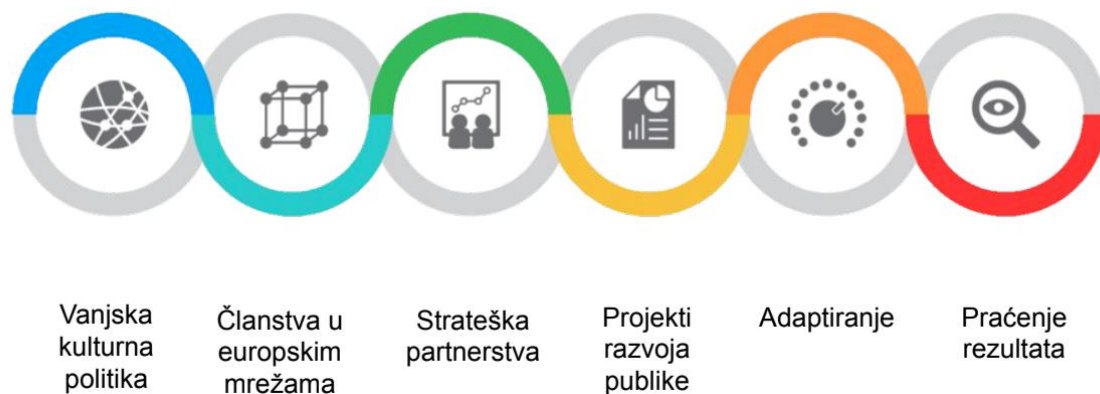 Vanjska
kulturna
politika
Članstva u
europskim
mrežama
Strateška
partnerstva
Projekti
razvoja
publike
Adaptiranje
Praćenje
rezultata